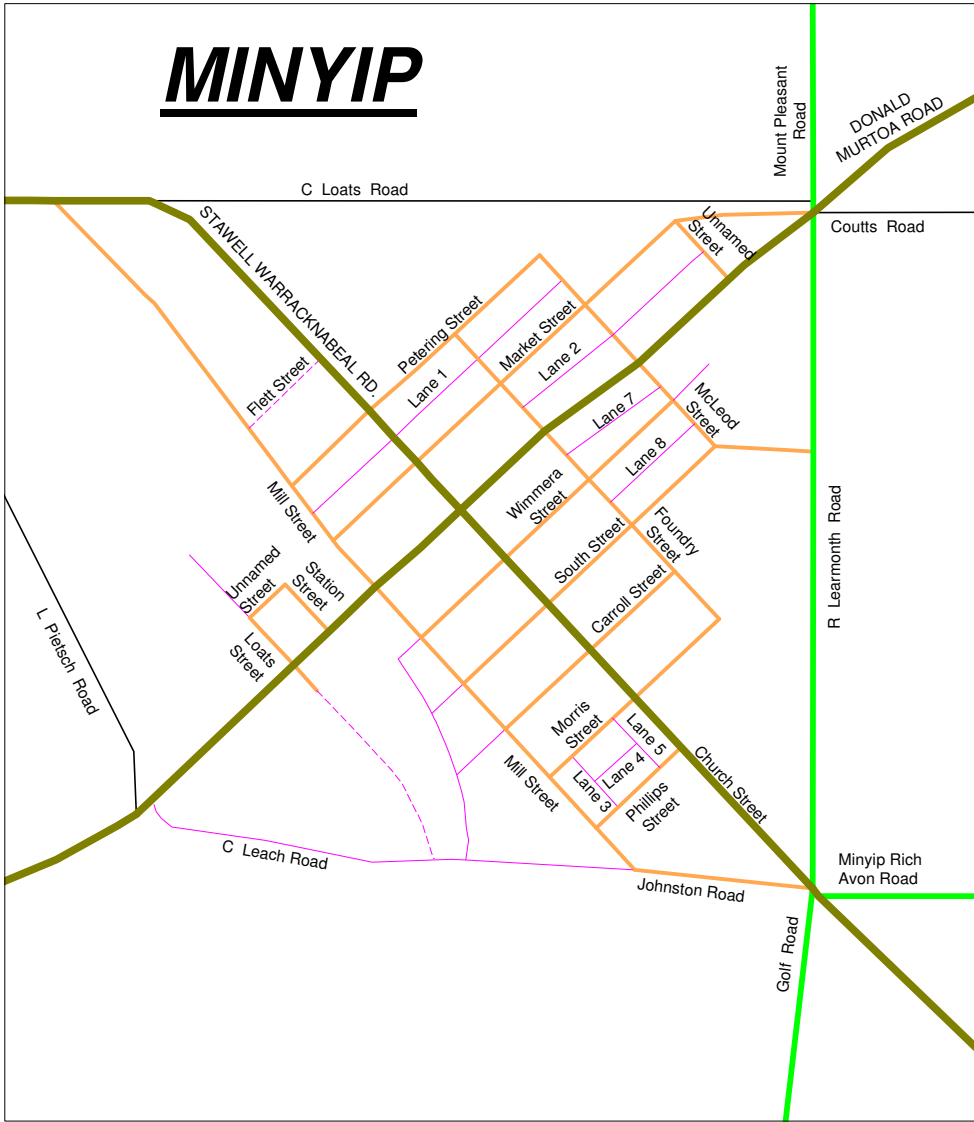 MINYIP
Mount Pleasant
Road
DONALD
MURTOA ROAD
C Loats Road
STAWELL WARRACKNABEAL RD.
Unnamed
Street
Coutts Road
Petering Street
Market Street
Lane 1
Lane 2
Flett Street
Lane 7
McLeod
Street
Lane 8
Mill Street
Wimmera
Street
South Street
Foundry
Street
Unnamed
Street
Station
Street
Carroll Street
R Learmonth Road
Loats
Street
L Pietsch Road
Morris
Street
Lane 5
Lane 4
Lane 3
Mill Street
Phillips
Street
Church Street
C Leach Road
Johnston Road
Minyip Rich
Avon Road
Golf Road